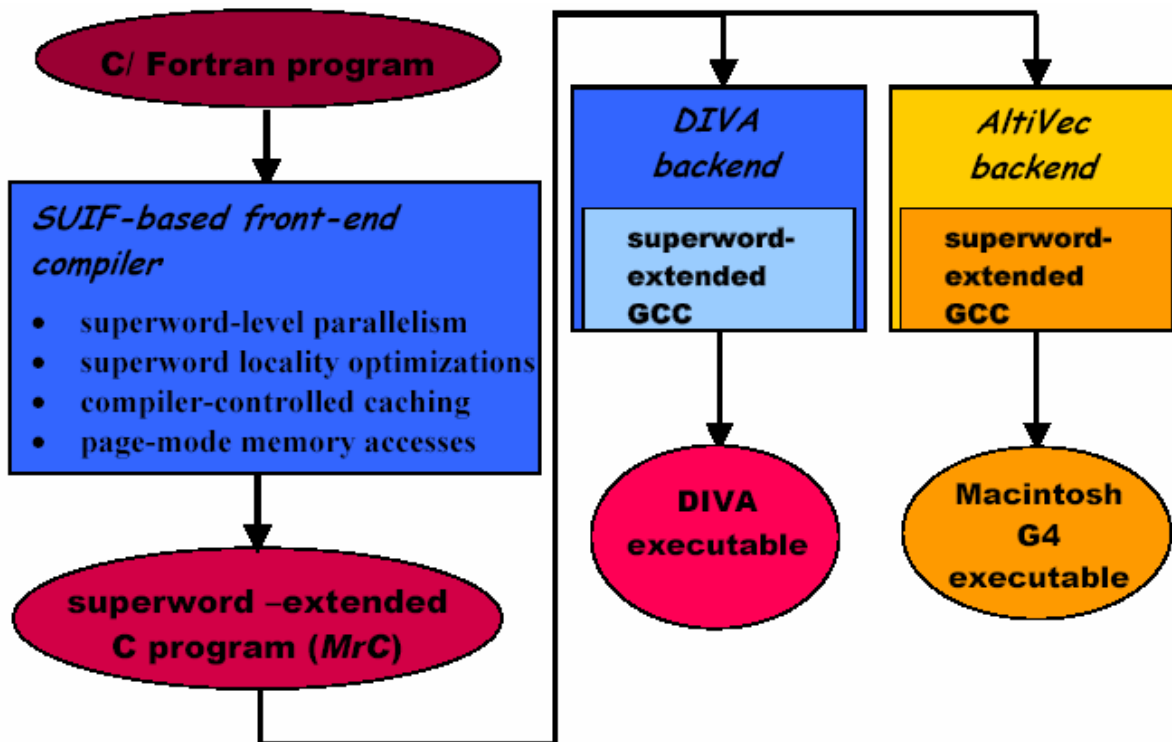 C/ Fortran program
SUIF-based front-end
compiler
• superword-level parallelism
• superword locality optimizations
• compiler-controlled caching
• page-mode memory accesses
superword –extended
C program (MrC)
DIVA
backend
superword-
extended
GCC
DIVA
executable
AltiVec
backend
superword-
extended
GCC
Macintosh
G4
executable